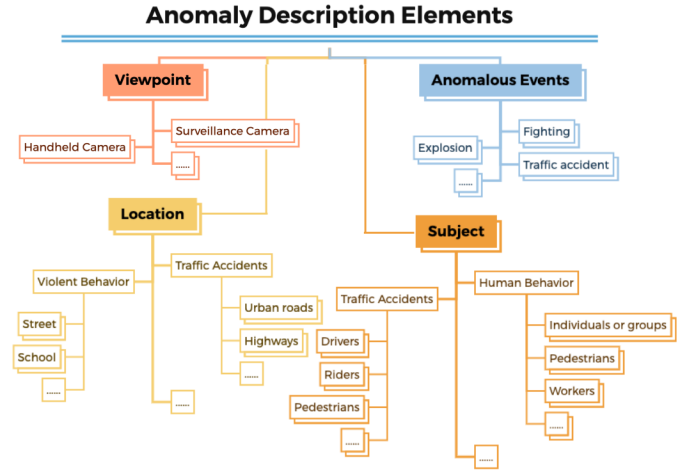 Anomaly Description Elements
Viewpoint
Surveillance Camera
Handheld Camera
......
Anomalous Events
Fighting
Explosion
Traffic accident
......
Location
Violent Behavior
Street
School
......
Traffic Accidents
Urban roads
Highways
......
......
Subject
Traffic Accidents
Drivers
Riders
Pedestrians
......
Human Behavior
Individuals or groups
Pedestrians
Workers
......
......